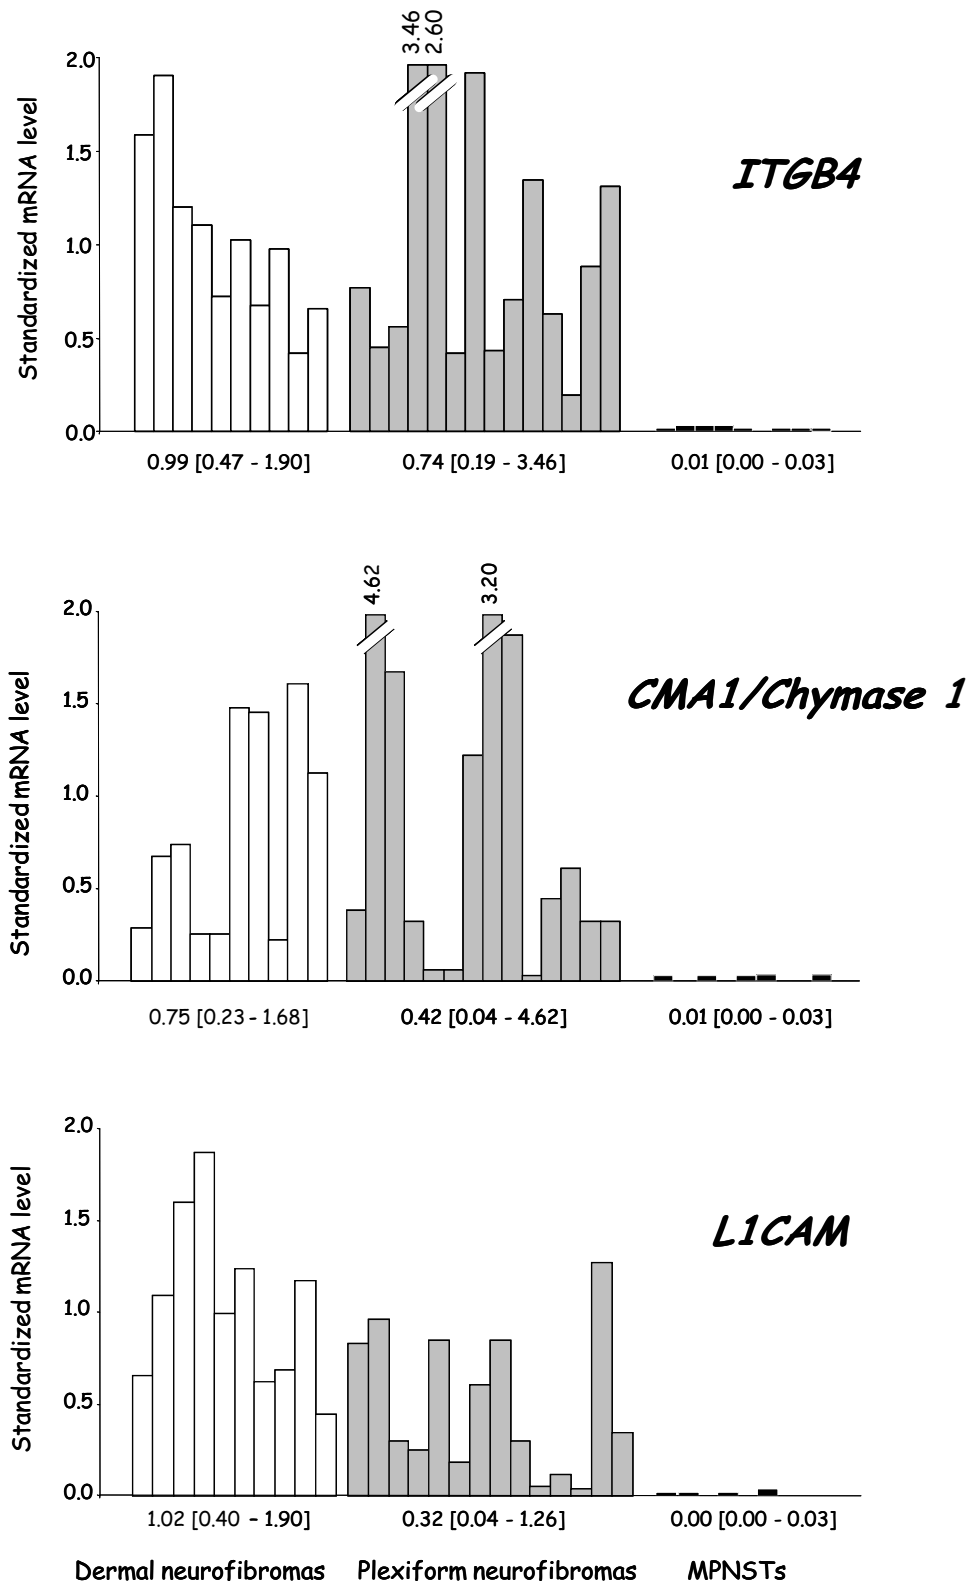 3.46
2.60
2.0
1.5
1.0
0.5
0.0
Standardized mRNA level
ITGB4
0.99 [0.47 - 1.90]
0.74 [0.19 - 3.46]
0.01 [0.00 - 0.03]
4.62
3.20
2.0
1.5
1.0
0.5
0.0
Standardized mRNA level
CMA1/Chymase 1
0.75 [0.23 - 1.68]
0.42 [0.04 - 4.62]
0.01 [0.00 - 0.03]
2.0
1.5
1.0
0.5
0.0
Standardized mRNA level
L1CAM
1.02 [0.40 - 1.90]
0.32 [0.04 - 1.26]
0.00 [0.00 - 0.03]
Dermal neurofibromas
Plexiform neurofibromas
MPNSTs